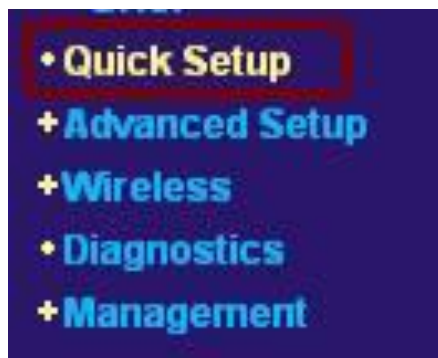 • Quick Setup
+ Advanced Setup
+ Wireless
• Diagnostics
+ Management